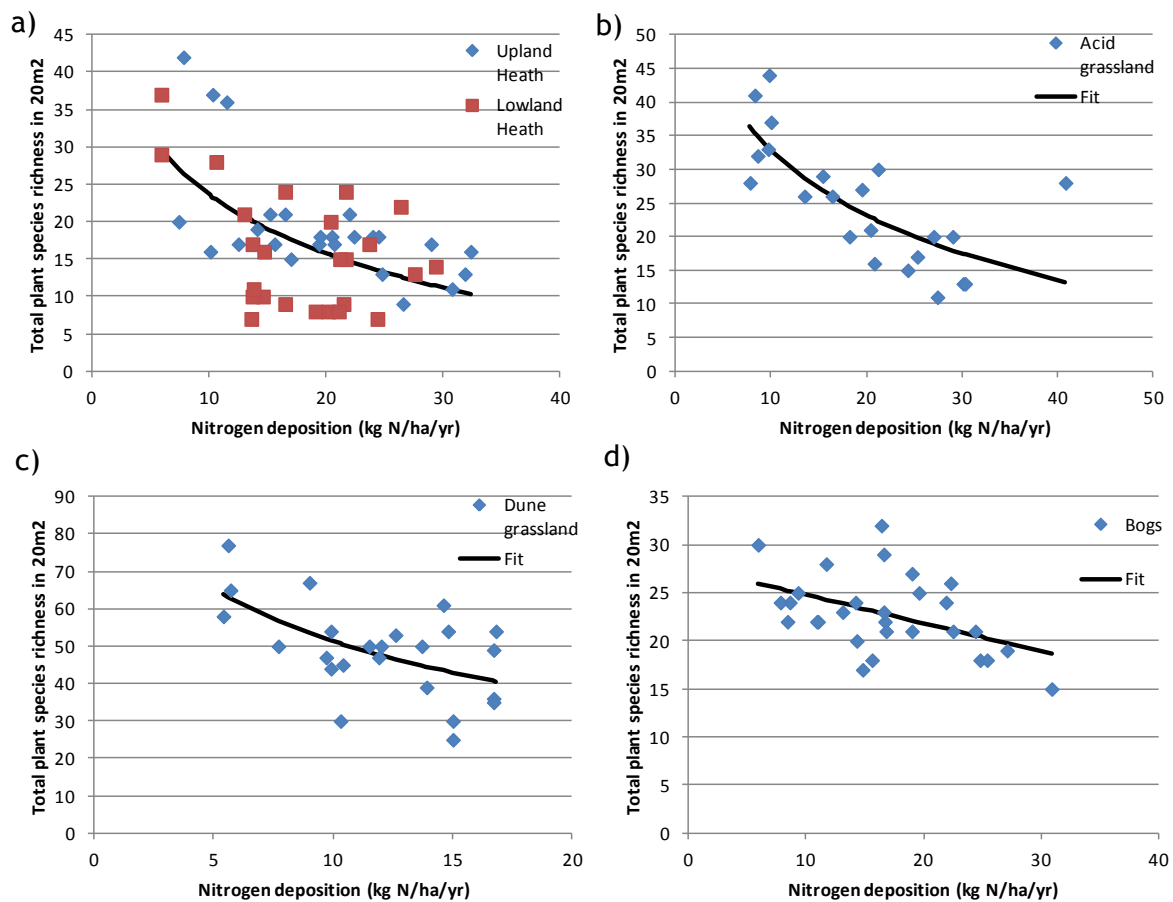 a)
Total plant species richness in 20m2
45
40
35
30
25
20
15
10
5
0
0
10
20
30
40
Nitrogen deposition (kg N/ha/yr)
Upland
Heath
Lowland
Heath
b)
Total plant species richness in 20m2
50
45
40
35
30
25
20
15
10
5
0
0
10
20
30
40
50
Nitrogen deposition (kg N/ha/yr)
Acid
grassland
Fit
c)
Total plant species richness in 20m2
90
80
70
60
50
40
30
20
10
0
0
5
10
15
20
Nitrogen deposition (kg N/ha/yr)
Dune
grassland
Fit
d)
Total plant species richness in 20m2
35
30
25
20
15
10
5
0
0
10
20
30
40
Nitrogen deposition (kg N/ha/yr)
Bogs
Fit